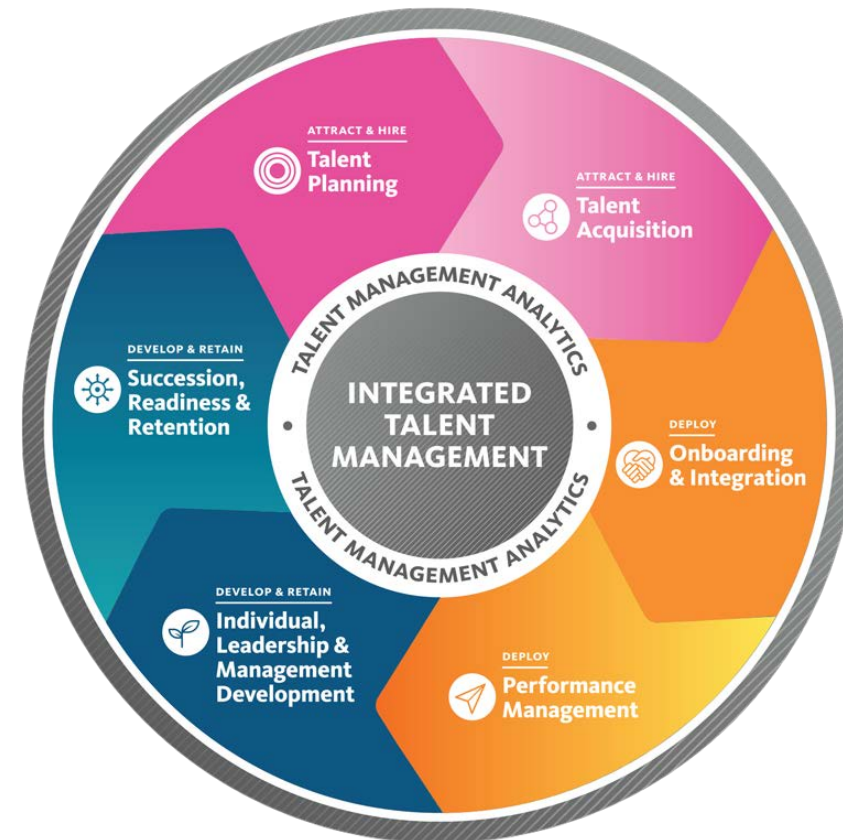 ATTRACT & HIRE
Talent
Planning
ATTRACT & HIRE
Talent
Acquisition
DEPLOY
Onboarding
& Integration
DEPLOY
Performance
Management
DEVELOP & RETAIN
Individual,
Leadership &
Management
Development
DEVELOP & RETAIN
Succession,
Readiness &
Retention
TALENT MANAGEMENT ANALYTICS
INTEGRATED
TALENT
MANAGEMENT
TALENT MANAGEMENT ANALYTICS